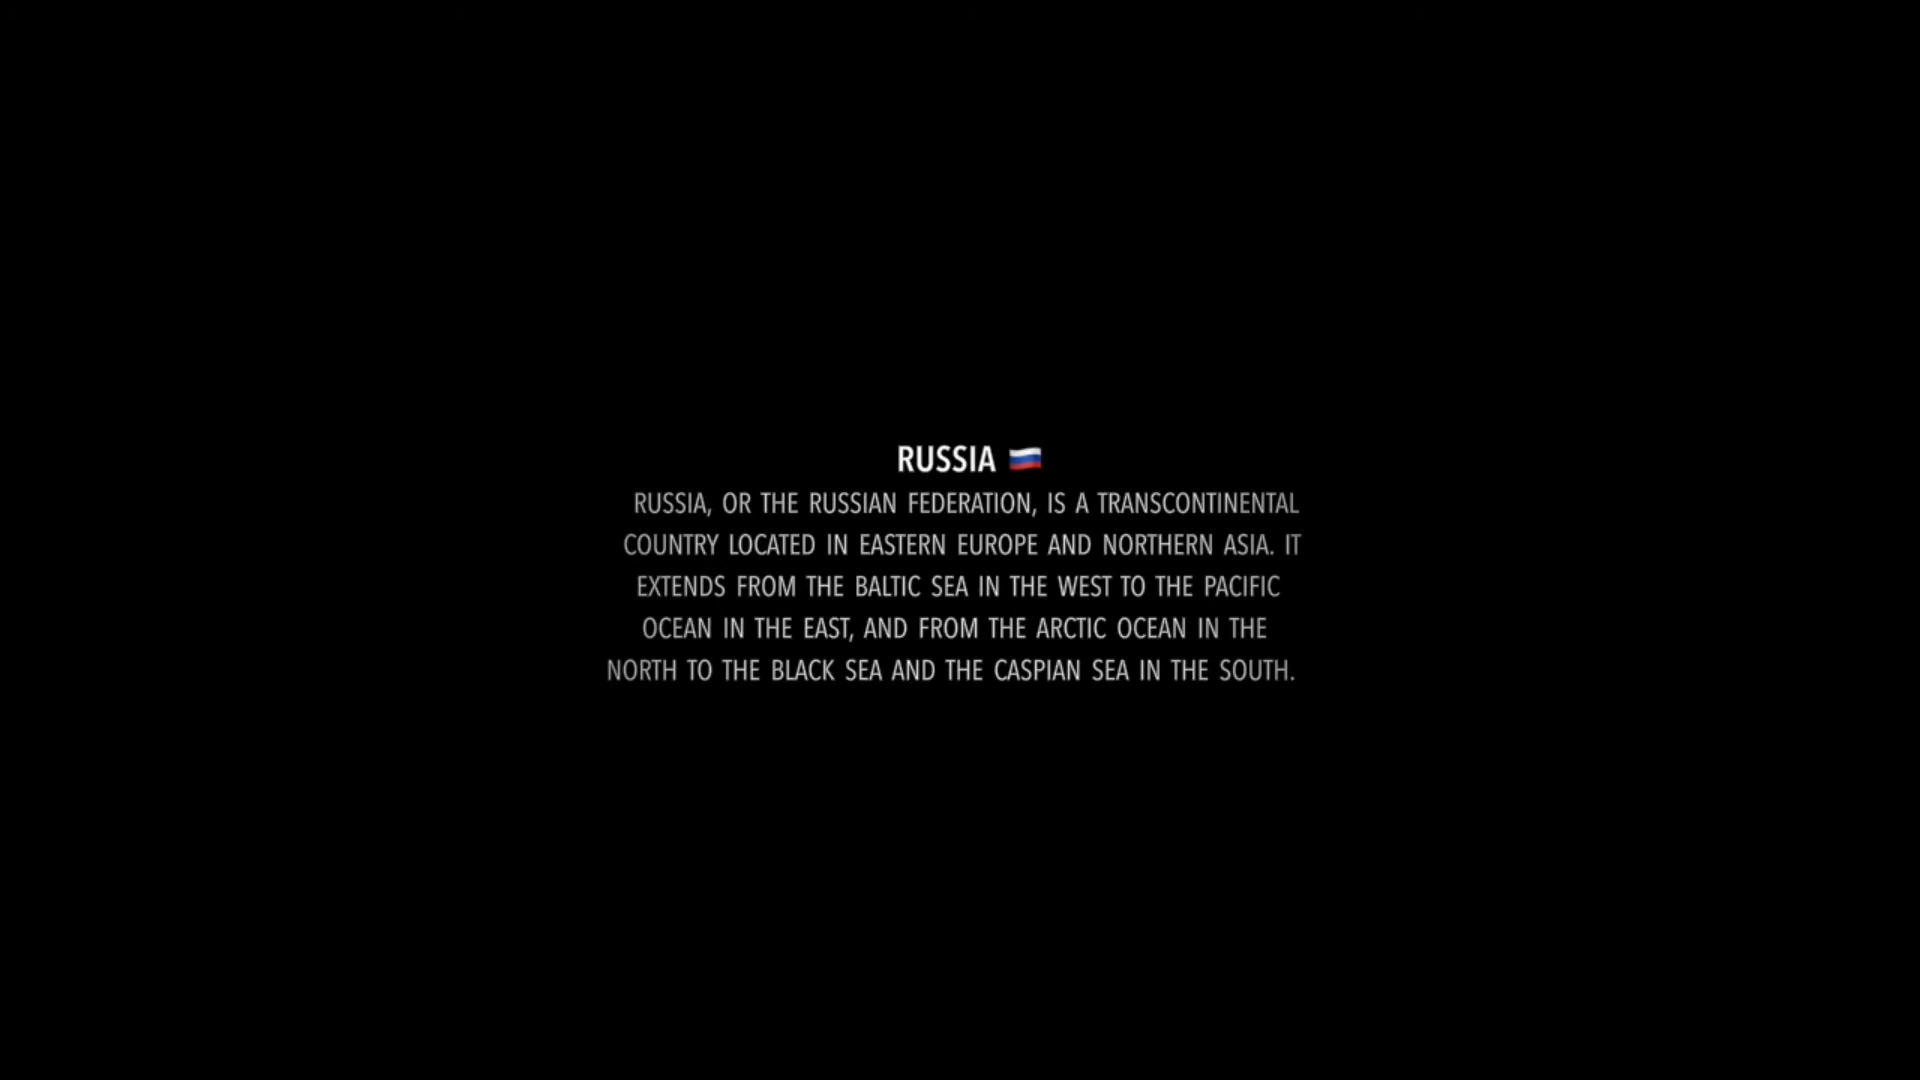 RUSSIA 🇷🇺
RUSSIA, OR THE RUSSIAN FEDERATION, IS A TRANSCONTINENTAL
COUNTRY LOCATED IN EASTERN EUROPE AND NORTHERN ASIA. IT
EXTENDS FROM THE BALTIC SEA IN THE WEST TO THE PACIFIC
OCEAN IN THE EAST, AND FROM THE ARCTIC OCEAN IN THE
NORTH TO THE BLACK SEA AND THE CASPIAN SEA IN THE SOUTH.